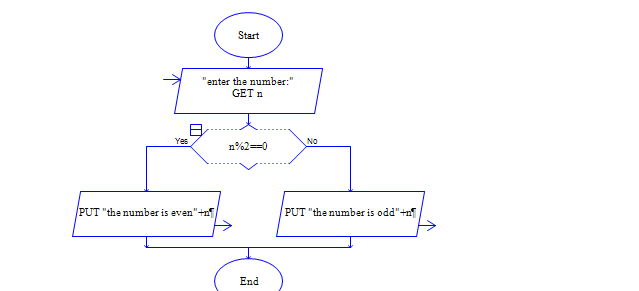 Start
"enter the number:"
GET n
Yes
n%2==0
No
PUT "the number is even"+n¶
PUT "the number is odd"+n¶
End